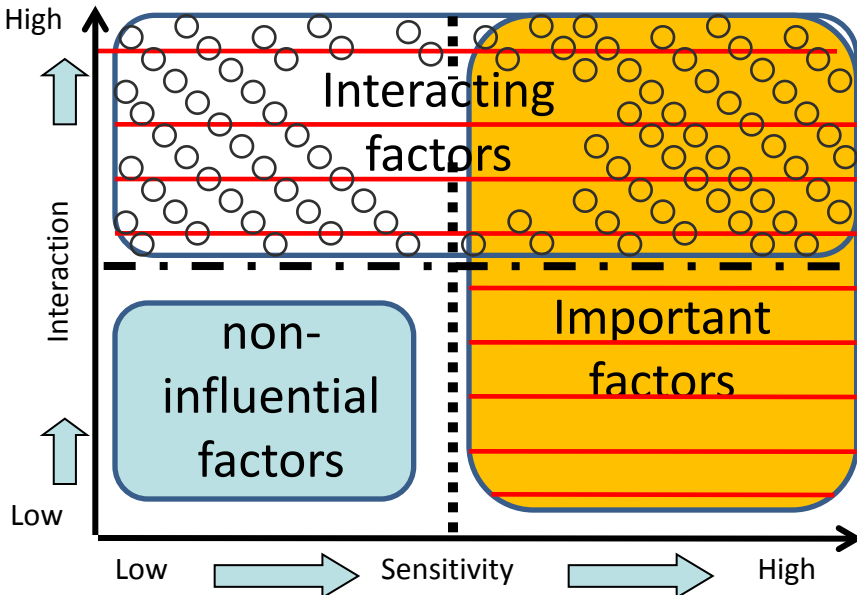 High
Interacting
factors
Interaction
non-
influential
factors
Important
factors
Low
Low
Sensitivity
High